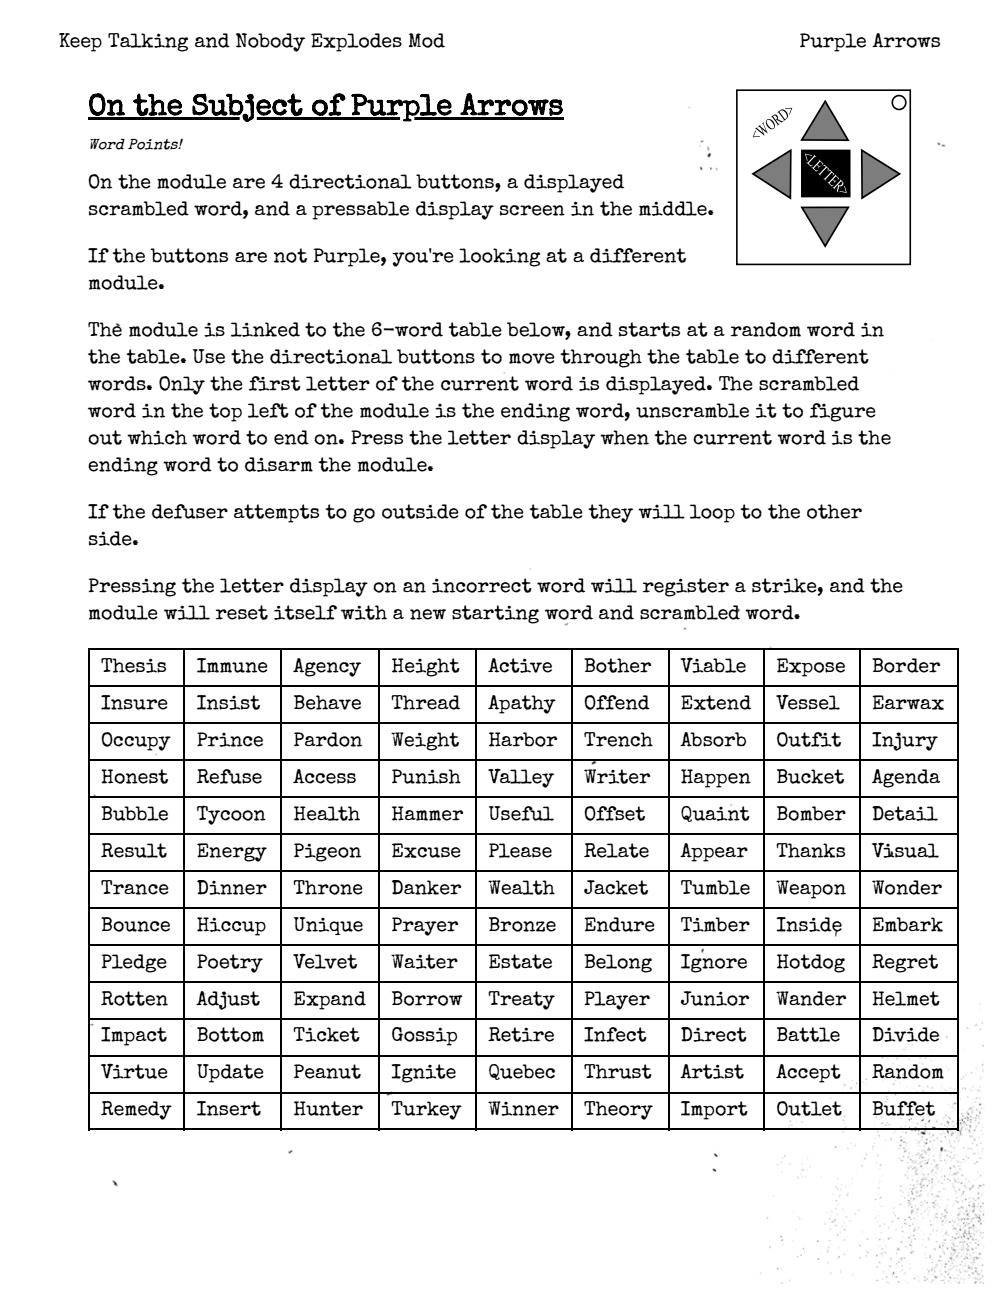 Keep Talking and Nobody Explodes Mod Purple Arrows
On the Subject of Purple Arrows
Word Points!
On the module are 4 directional buttons, a displayed
scrambled word, and a pressable display screen in the middle.
If the buttons are not Purple, you're looking at a different
module.
<WORD>
<LETTER>
The module is linked to the 6-word table below, and starts at a random word in
the table. Use the directional buttons to move through the table to different
words. Only the first letter of the current word is displayed. The scrambled
word in the top left of the module is the ending word, unscramble it to figure
out which word to end on. Press the letter display when the current word is the
ending word to disarm the module.
If the defuser attempts to go outside of the table they will loop to the other
side.
Pressing the letter display on an incorrect word will register a strike, and the
module will reset itself with a new starting word and scrambled word.
Thesis Immune Agency Height Active Bother Viable Expose Border
Insure Insist Behave Thread Apathy Offend Extend Vessel Earwax
Occupy Prince Pardon Weight Harbor Trench Absorb Outfit Injury
Honest Refuse Access Punish Valley Writer Happen Bucket Agenda
Bubble Tycoon Health Hammer Useful Offset Quaint Bomber Detail
Result Energy Pigeon Excuse Please Relate Appear Thanks Visual
Trance Dinner Throne Danker Wealth Jacket Tumble Weapon Wonder
Bounce Hiccup Unique Prayer Bronze Endure Timber Inside Embark
Pledge Poetry Velvet Waiter Estate Belong Ignore Hotdog Regret
Rotten Adjust Expand Borrow Treaty Player Junior Wander Helmet
Impact Bottom Ticket Gossip Retire Infect Direct Battle Divide
Virtue Update Peanut Ignite Quebec Thrust Artist Accept Random
Remedy Insert Hunter Turkey Winner Theory Import Outlet Buffet